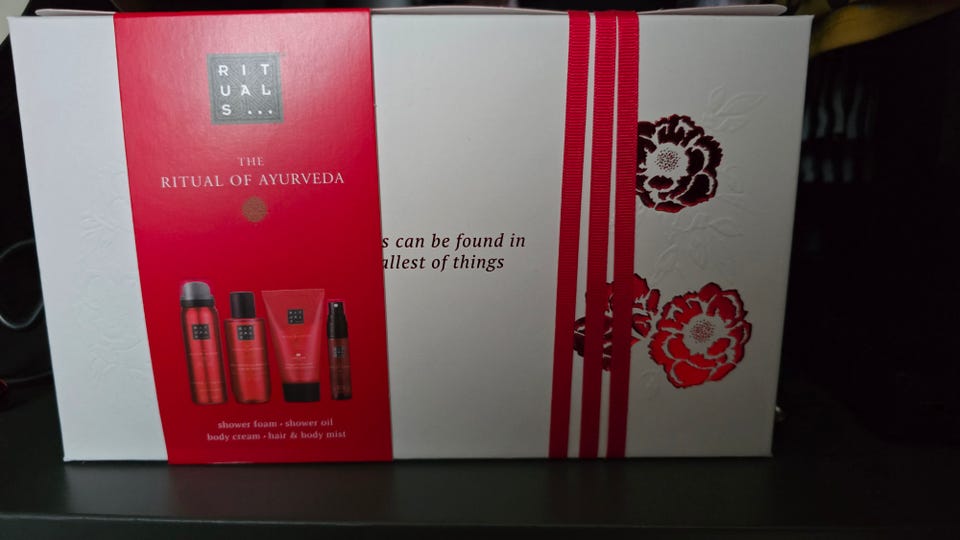 RIT
UAL
S...
THE
RITUAL OF AYURVEDA
s can be found in
allest of things
shower foam • shower oil
body cream • hair & body mist